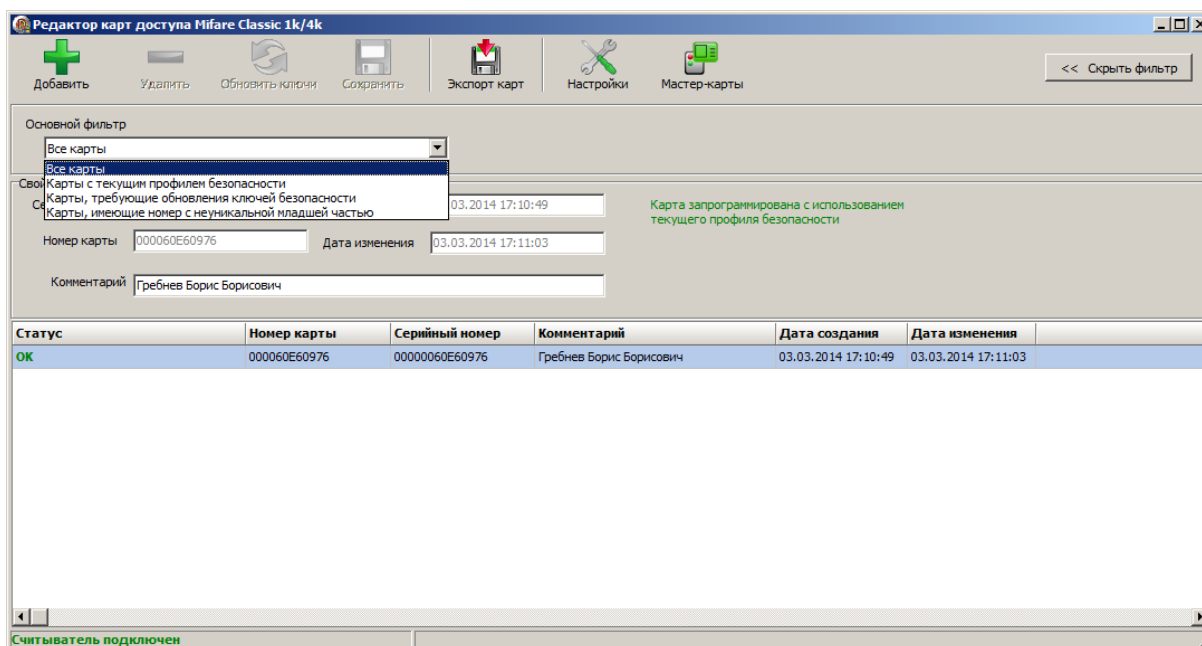 Редактор карт доступа Mifare Classic 1k/4k
Добавить Удалить Обновить ключи Сохранить Экспорт карт Настройки Мастер-карты << Скрыть фильтр
Основной фильтр
Все карты
Все карты
Карты с текущим профилем безопасности
Карты, требующие обновления ключей безопасности
Карты, имеющие номер с неуникальной младшей частью
03.2014 17:10:49 Карта запрограммирована с использованием
текущего профиля безопасности
Номер карты 000060E60976 Дата изменения 03.03.2014 17:11:03
Комментарий Гребнев Борис Борисович
Статус Номер карты Серийный номер Комментарий Дата создания Дата изменения
OK 000060E60976 00000060E60976 Гребнев Борис Борисович 03.03.2014 17:10:49 03.03.2014 17:11:03
Считыватель подключен